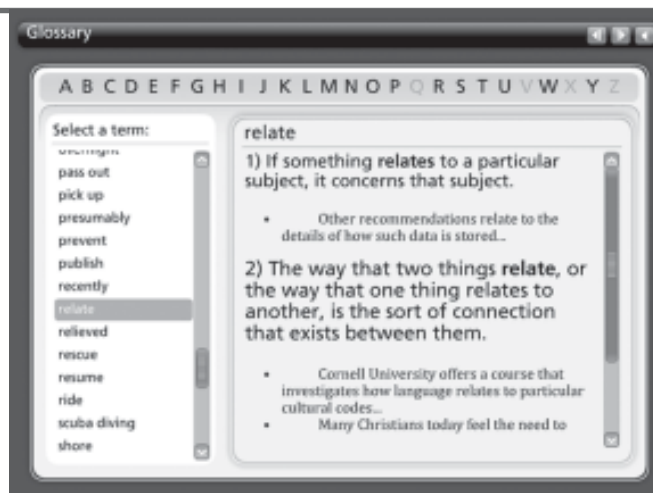 Glossary
A B C D E F G H I J K L M N O P Q R S T U V W X Y Z
Select a term:
overnight
pass out
pick up
presumably
prevent
publish
recently
relate
relieved
rescue
resume
ride
scuba diving
shore
relate
1) If something relates to a particular
subject, it concerns that subject.
• Other recommendations relate to the
details of how such data is stored...
2) The way that two things relate, or
the way that one thing relates to
another, is the sort of connection
that exists between them.
• Cornell University offers a course that
investigates how language relates to particular
cultural codes...
• Many Christians today feel the need to